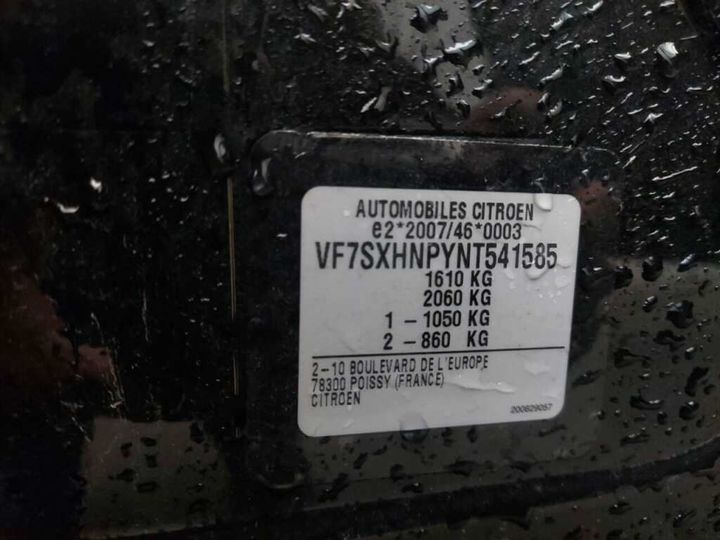 AUTOMOBILES CITROEN
e2*2007/46*0003
VF7SXHNPYNT541585
1610 KG
2060 KG
1 - 1050 KG
2 - 860 KG
2-10 BOULEVARD DE L'EUROPE
78300 POISSY (FRANCE)
CITROEN
200629057